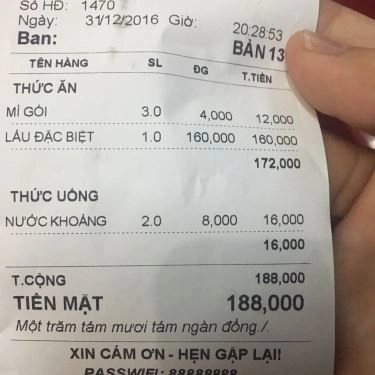 Số HĐ: 1470
Ngày: 31/12/2016 Giờ: 20:28:53
Ban: BÀN 13
TÊN HÀNG SL ĐG T.TIỀN
THỨC ĂN
MÌ GÓI 3.0 4,000 12,000
LẨU ĐẶC BIỆT 1.0 160,000 160,000
172,000
THỨC UỐNG
NƯỚC KHOÁNG 2.0 8,000 16,000
16,000
T.CỘNG 188,000
TIỀN MẶT 188,000
Một trăm tám mươi tám ngàn đồng./.
XIN CẢM ƠN - HẸN GẶP LẠI!
PASSWIFI: 88888888